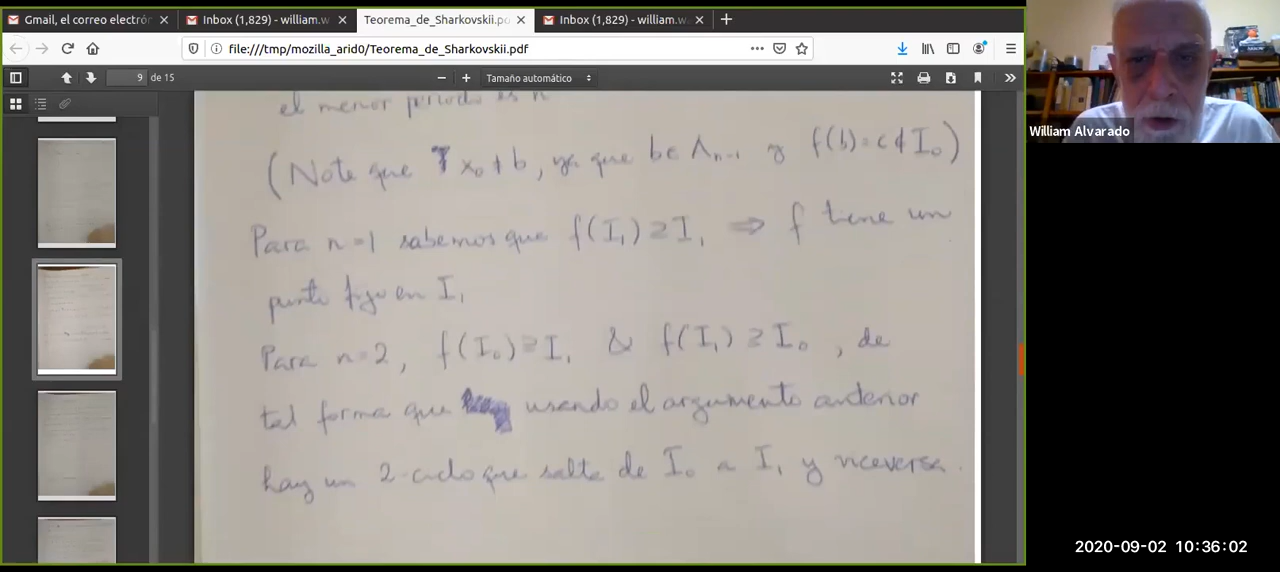 Gmail, el correo electrón
Inbox (1,829) - william.w
Teorema_de_Sharkovskii.pd
Inbox (1,829) - william.wa
file:///tmp/mozilla_arid0/Teorema_de_Sharkovskii.pdf
9 de 15
Tamaño automático
el menor periodo es n
(Note que x₀≠b, ya que b∈Λₙ₋₁ y f(b)=c∉I₀)
Para n=1 sabemos que f(I₁)⊇I₁ ⇒ f tiene un
punto fijo en I₁
Para n=2, f(I₀)⊇I₁ & f(I₁)⊇I₀, de
tal forma que usando el argumento anterior
hay un 2-ciclo que salta de I₀ a I₁ y viceversa.
William Alvarado
2020-09-02 10:36:02